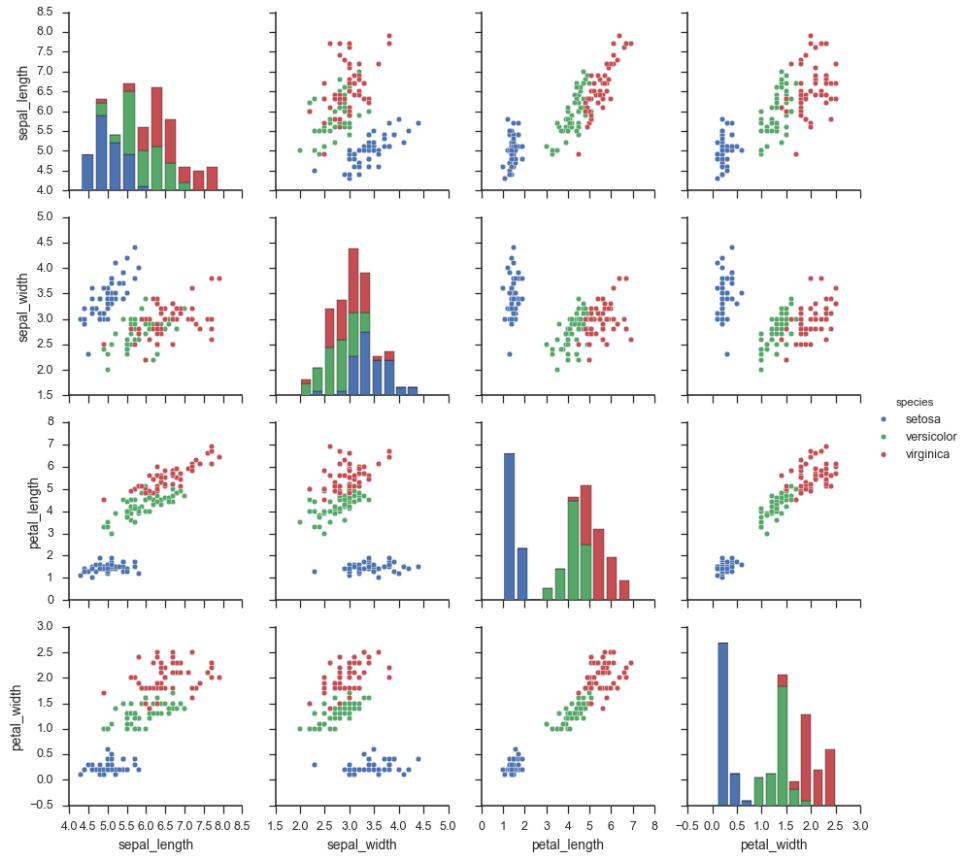 8.5
8.0
7.5
7.0
6.5
6.0
5.5
5.0
4.5
4.0
sepal_length
5.0
4.5
4.0
3.5
3.0
2.5
2.0
1.5
sepal_width
8
7
6
5
4
3
2
1
0
petal_length
3.0
2.5
2.0
1.5
1.0
0.5
0.0
−0.5
petal_width
4.0 4.5 5.0 5.5 6.0 6.5 7.0 7.5 8.0 8.5
sepal_length
1.5 2.0 2.5 3.0 3.5 4.0 4.5 5.0
sepal_width
0 1 2 3 4 5 6 7 8
petal_length
−0.5 0.0 0.5 1.0 1.5 2.0 2.5 3.0
petal_width
species
setosa
versicolor
virginica